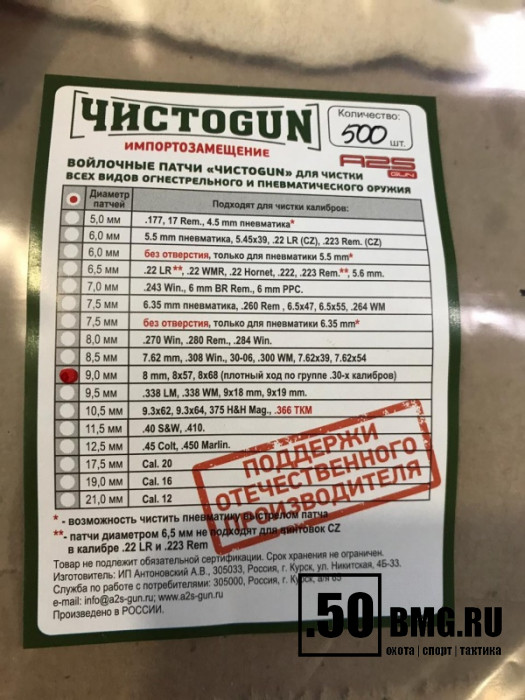 ЧИСТОGUN
Количество:
500 шт.
ИМПОРТОЗАМЕЩЕНИЕ
A2S
GUN
ВОЙЛОЧНЫЕ ПАТЧИ «ЧИСТОGUN» ДЛЯ ЧИСТКИ
ВСЕХ ВИДОВ ОГНЕСТРЕЛЬНОГО И ПНЕВМАТИЧЕСКОГО ОРУЖИЯ
Диаметр патчей Подходят для чистки калибров:
5,0 мм .177, 17 Rem., 4.5 mm пневматика*
6,0 мм 5.5 mm пневматика, 5.45x39, .22 LR (CZ), .223 Rem. (CZ)
6,0 мм без отверстия, только для пневматики 5.5 mm*
6,5 мм .22 LR**, .22 WMR, .22 Hornet, .222, .223 Rem.**, 5.6 mm.
7,0 мм .243 Win., 6 mm BR Rem., 6 mm PPC.
7,5 мм 6.35 mm пневматика, .260 Rem , 6.5x47, 6.5x55, .264 WM
7,5 мм без отверстия, только для пневматики 6.35 mm*
8,0 мм .270 Win, .280 Rem., .284 Win.
8,5 мм 7.62 mm, .308 Win., 30-06, .300 WM, 7.62x39, 7.62x54
9,0 мм 8 mm, 8x57, 8x68 (плотный ход по группе .30-х калибров)
9,5 мм .338 LM, .338 WM, 9x18 mm, 9x19 mm.
10,5 мм 9.3x62, 9.3x64, 375 H&H Mag., .366 TKM
11,5 мм .40 S&W, .410.
12,5 мм .45 Colt, .450 Marlin.
17,5 мм Cal. 20
19,0 мм Cal. 16
21,0 мм Cal. 12
ПОДДЕРЖИ
ОТЕЧЕСТВЕННОГО
ПРОИЗВОДИТЕЛЯ
* - возможность чистить пневматику выстрелом патча
**- патчи диаметром 6,5 мм не подходят для винтовок CZ
в калибре .22 LR и .223 Rem
Товар не подлежит обязательной сертификации. Срок хранения не ограничен.
Изготовитель: ИП Антоновский А.В., 305033, Россия, г. Курск, ул. Никитская, 4Б-33.
Служба по работе с потребителями: 305000, Россия, г. Курск, а/я 65
e-mail: info@a2s-gun.ru; www.a2s-gun.ru
Произведено в РОССИИ.
.50 BMG.RU
охота | спорт | тактика